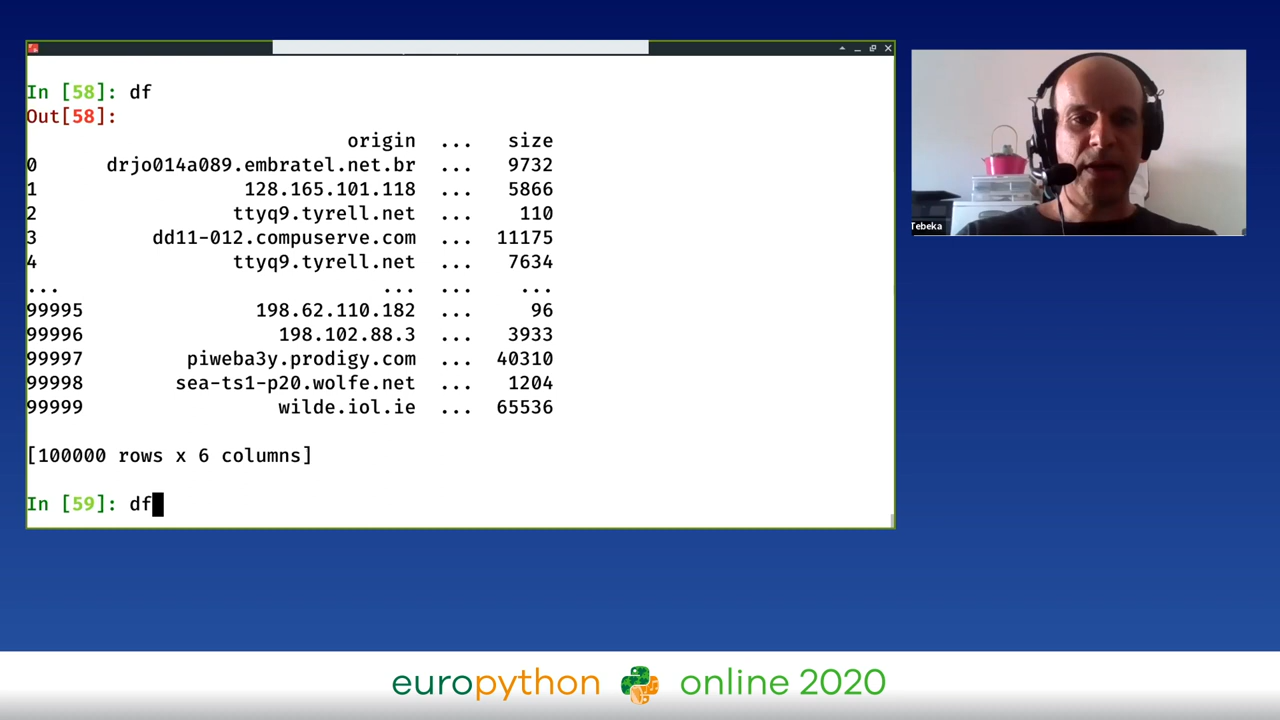 In [58]: df
Out[58]:
origin ... size
0 drjo014a089.embratel.net.br ... 9732
1 128.165.101.118 ... 5866
2 ttyq9.tyrell.net ... 110
3 dd11-012.compuserve.com ... 11175
4 ttyq9.tyrell.net ... 7634
... ... ... ...
99995 198.62.110.182 ... 96
99996 198.102.88.3 ... 3933
99997 piweba3y.prodigy.com ... 40310
99998 sea-ts1-p20.wolfe.net ... 1204
99999 wilde.iol.ie ... 65536
[100000 rows x 6 columns]
In [59]: df
Tebeka
europython online 2020